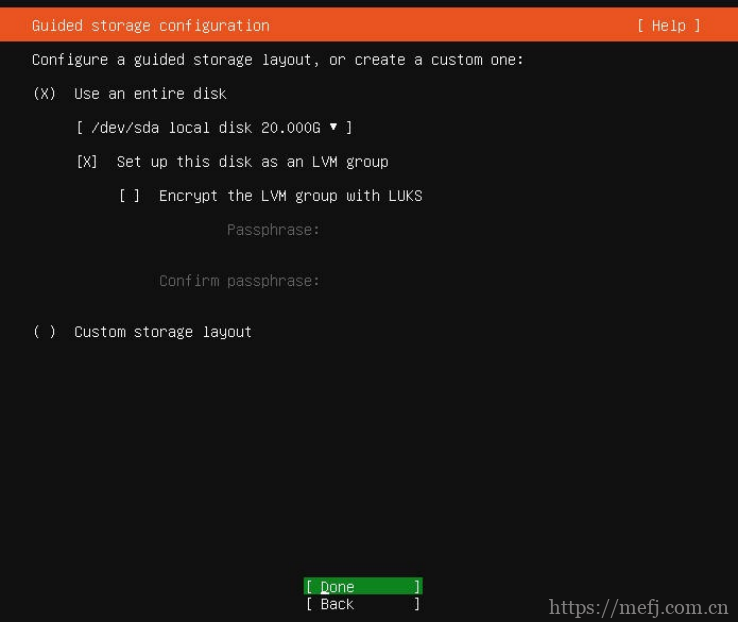 Guided storage configuration [ Help ]
Configure a guided storage layout, or create a custom one:
(X) Use an entire disk
[ /dev/sda local disk 20.000G ▾ ]
[X] Set up this disk as an LVM group
[ ] Encrypt the LVM group with LUKS
Passphrase:
Confirm passphrase:
( ) Custom storage layout
[ Done ]
[ Back ]
https://mefj.com.cn